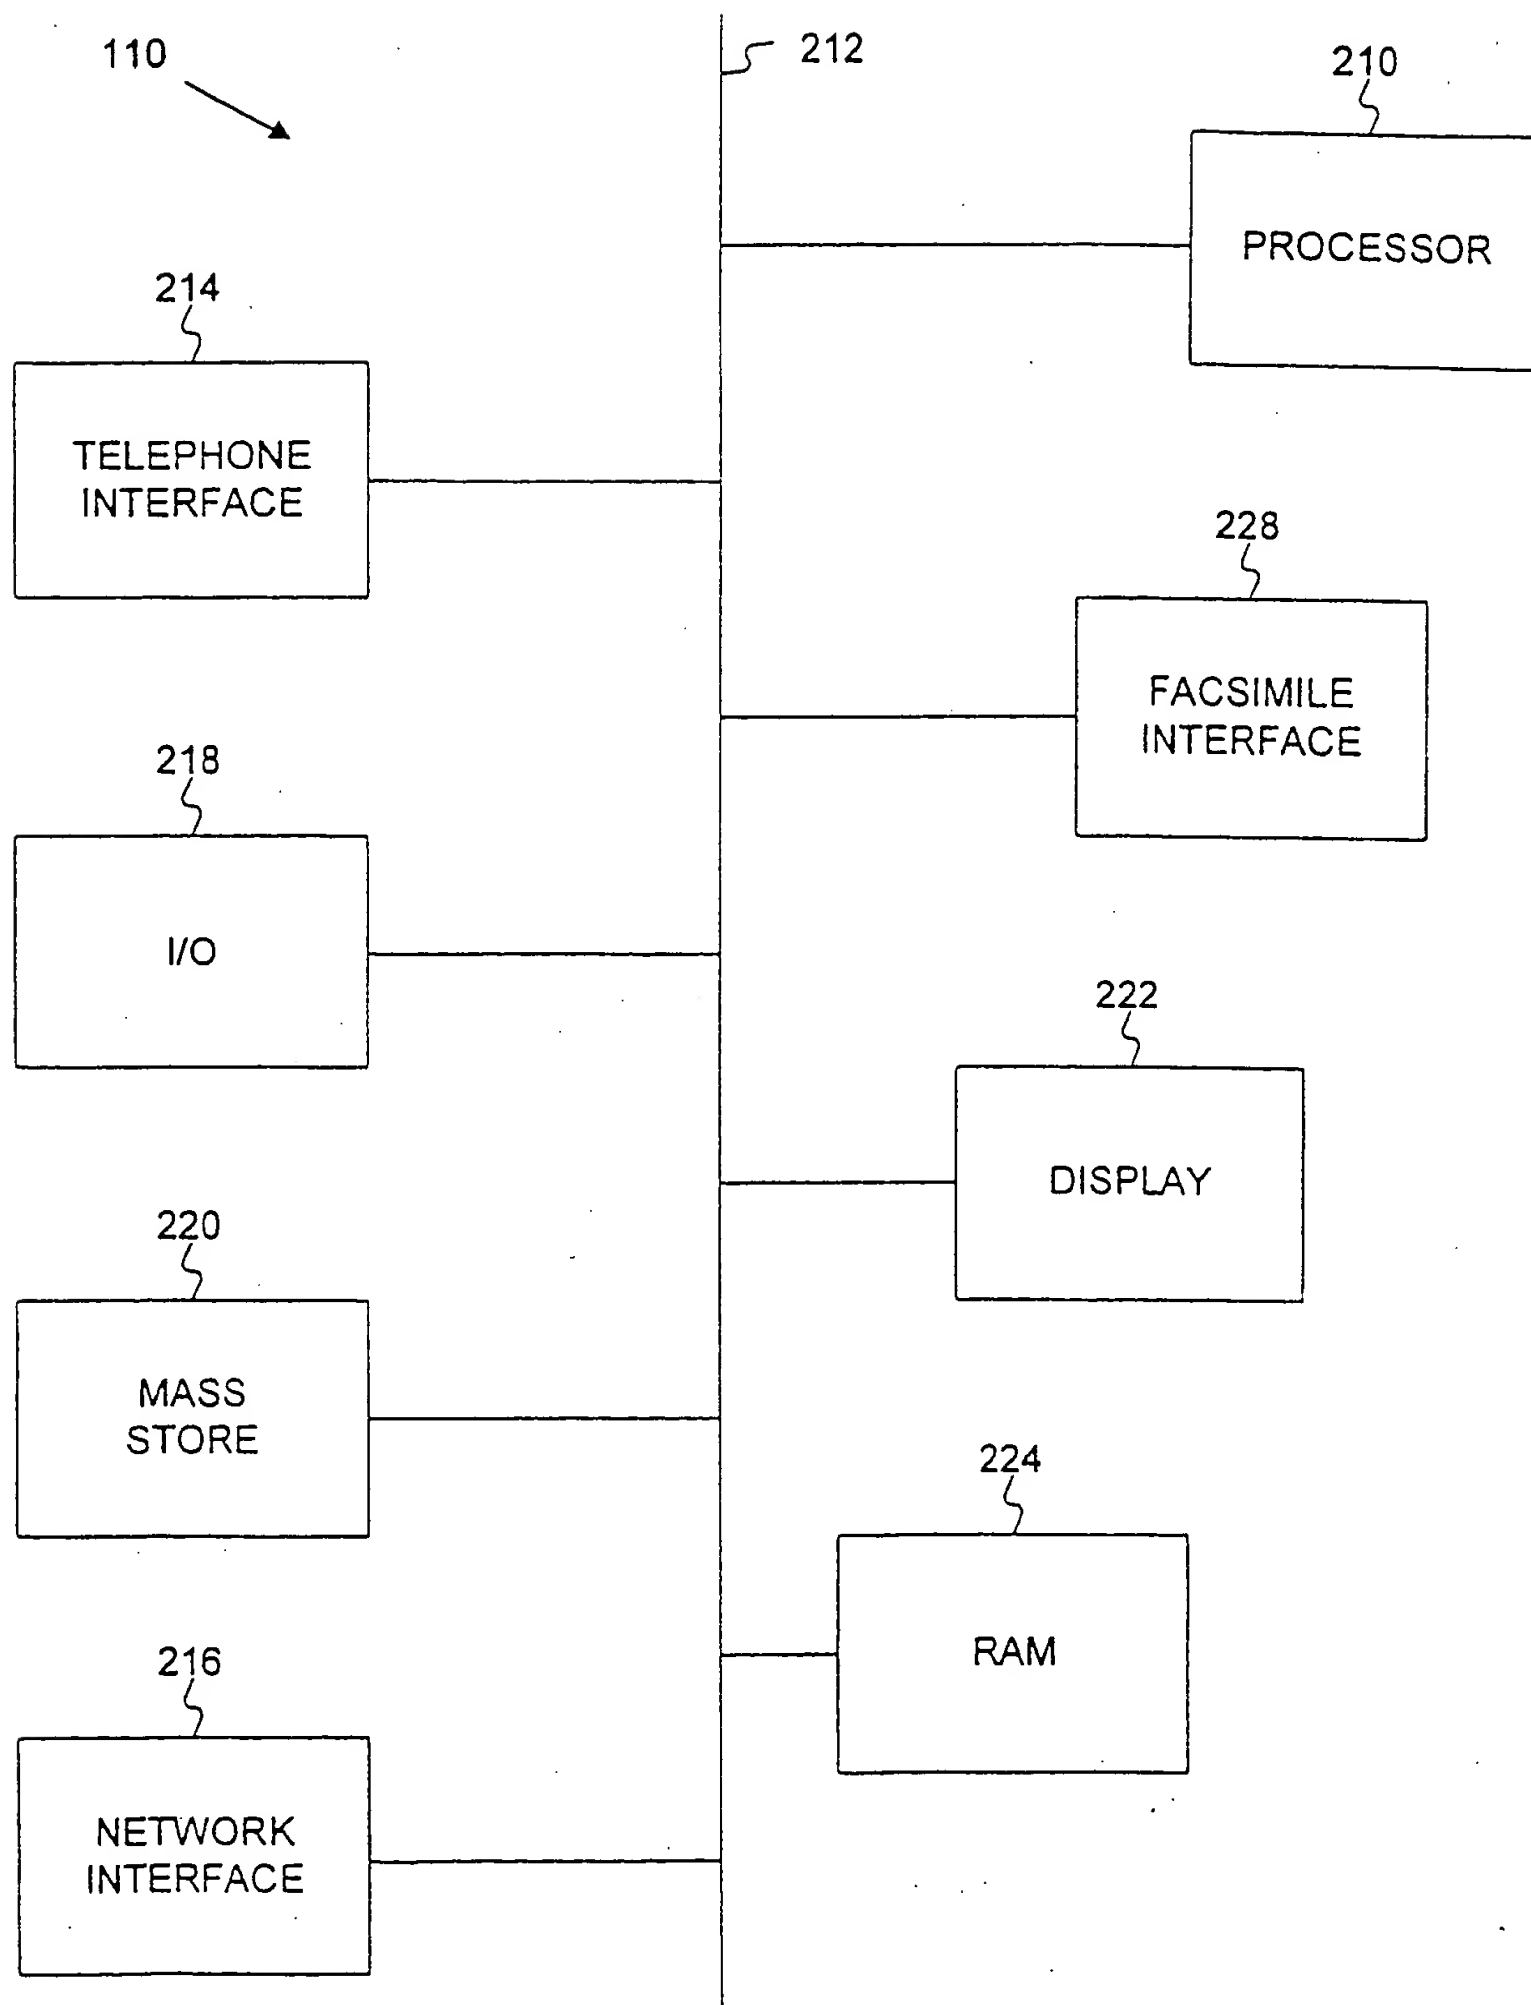 110
212
210
PROCESSOR
214
TELEPHONE
INTERFACE
228
FACSIMILE
INTERFACE
218
I/O
222
DISPLAY
220
MASS
STORE
224
RAM
216
NETWORK
INTERFACE